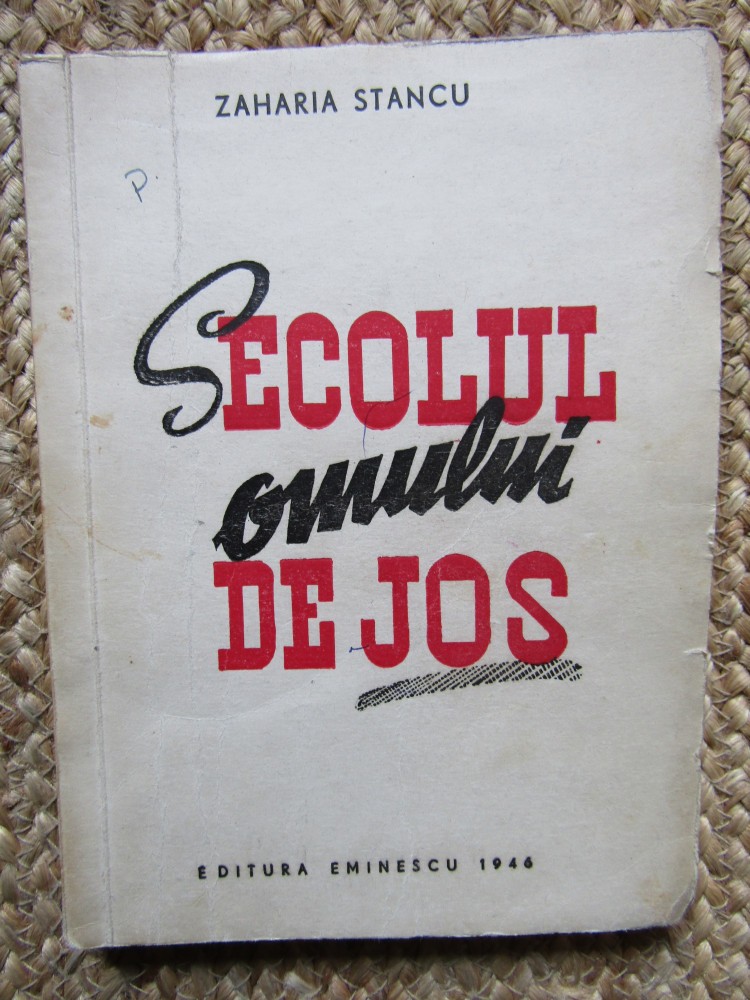 ZAHARIA STANCU
P.
SECOLUL
omului
DE JOS
EDITURA EMINESCU 1946